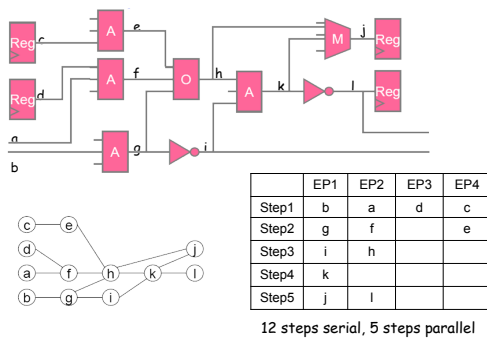 e
A
Reg
c
j
M
Reg
A
f
O
h
Reg
d
A
k
l
Reg
a
A
g
i
b
EP1 EP2 EP3 EP4
Step1 b a d c
Step2 g f e
Step3 i h
Step4 k
Step5 j l
c e
d j
a f h k l
b g i
12 steps serial, 5 steps parallel